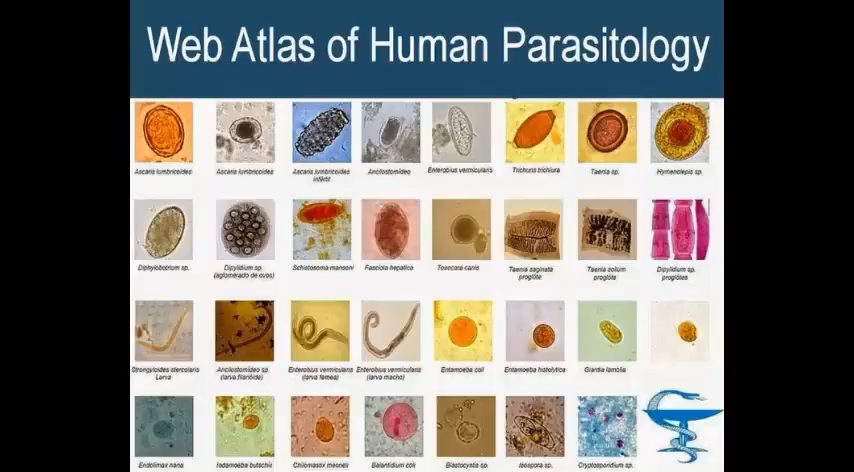 Web Atlas of Human Parasitology
Ascaris lumbricoides
Ascaris lumbricoides
Ascaris lumbricoides
infértil
Ancilostomídeo
Enterobius vermicularis
Trichuris trichiura
Taenia sp.
Hymenolepis sp.
Diphylobotrium sp.
Dipylidium sp.
(aglomerado de ovos)
Schistosoma mansoni
Fasciola hepatica
Toxocara canis
Taenia saginata
proglote
Taenia solium
proglote
Dipylidium sp.
proglotes
Strongyloides stercoralis
Larva
Ancilostomídeo sp.
(larva filarióide)
Enterobius vermicularis
(larva fêmea)
Enterobius vermicularis
(larva macho)
Entamoeba coli
Entamoeba histolytica
Giardia lamblia
Endolimax nana
Iodamoeba butschlii
Chilomastix mesneli
Balantidium coli
Blastocystis sp.
Isospora sp.
Cryptosporidium sp.